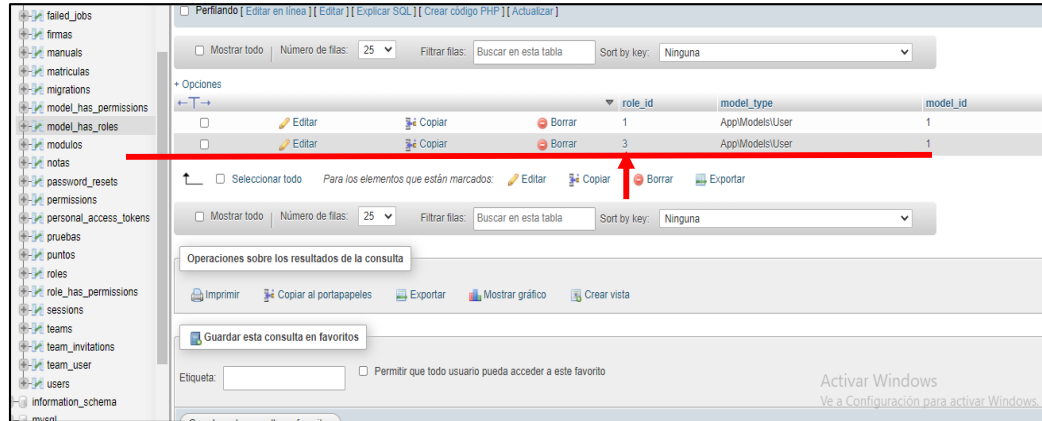 failed_jobs
firmas
manuals
matriculas
migrations
model_has_permissions
model_has_roles
modulos
notas
password_resets
permissions
personal_access_tokens
pruebas
puntos
roles
role_has_permissions
sessions
teams
team_invitations
team_user
users
information_schema
mysql
Perfilando [ Editar en línea ] [ Editar ] [ Explicar SQL ] [ Crear código PHP ] [ Actualizar ]
Mostrar todo | Número de filas: 25 Filtrar filas: Buscar en esta tabla Sort by key: Ninguna
+ Opciones
←T→ ▼ role_id model_type model_id
Editar Copiar Borrar 1 App\Models\User 1
Editar Copiar Borrar 3 App\Models\User 1
Seleccionar todo Para los elementos que están marcados: Editar Copiar Borrar Exportar
Mostrar todo | Número de filas: 25 Filtrar filas: Buscar en esta tabla Sort by key: Ninguna
Operaciones sobre los resultados de la consulta
Imprimir Copiar al portapapeles Exportar Mostrar gráfico Crear vista
Guardar esta consulta en favoritos
Etiqueta: Permitir que todo usuario pueda acceder a este favorito
Activar Windows
Ve a Configuración para activar Windows.